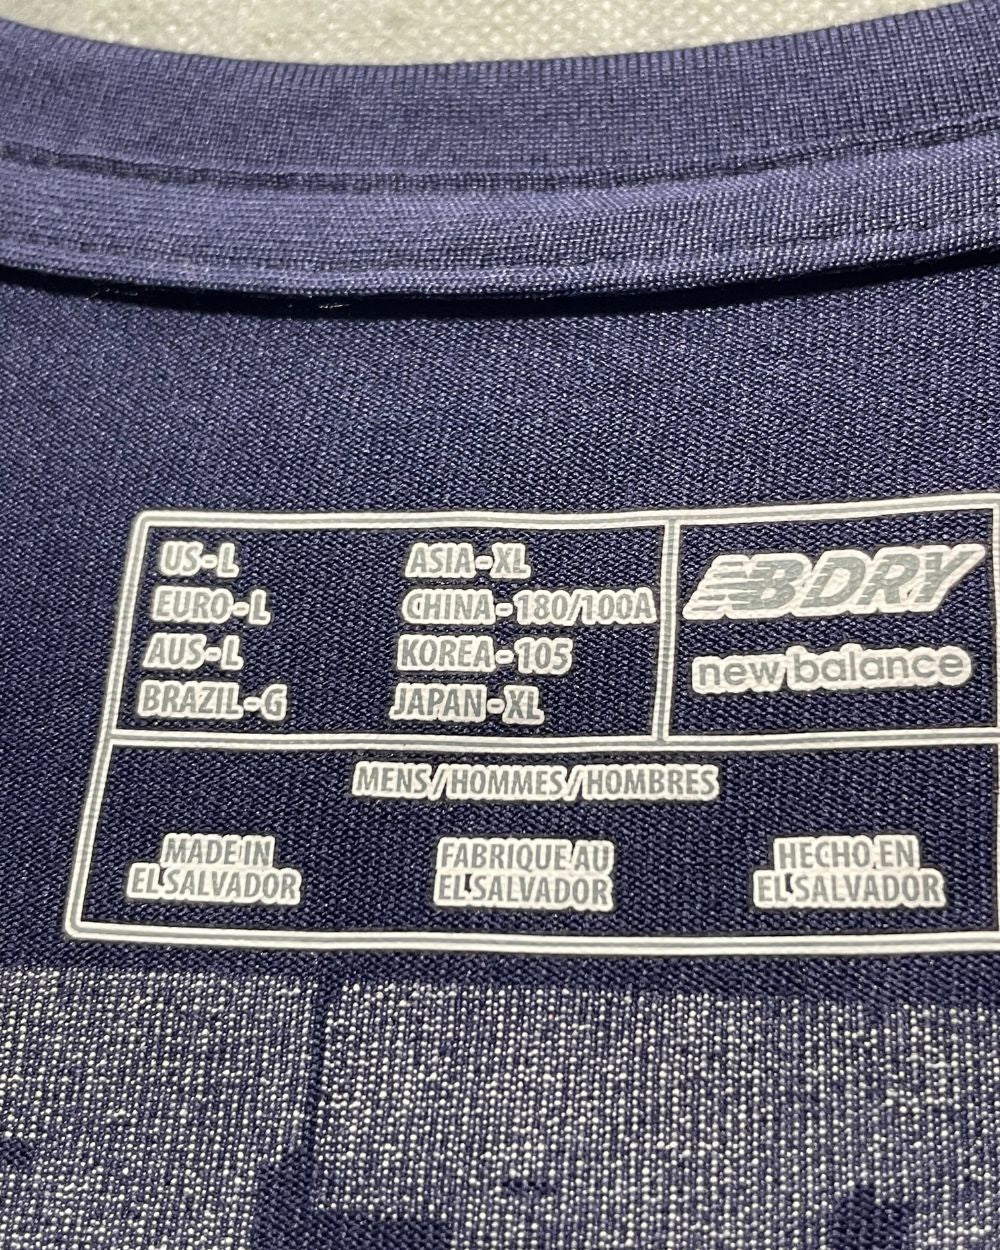 US-L
EURO-L
AUS-L
BRAZIL-G
ASIA-XL
CHINA-180/100A
KOREA-105
JAPAN-XL
NB DRY
new balance
MENS/HOMMES/HOMBRES
MADE IN
EL SALVADOR
FABRIQUE AU
EL SALVADOR
HECHO EN
EL SALVADOR